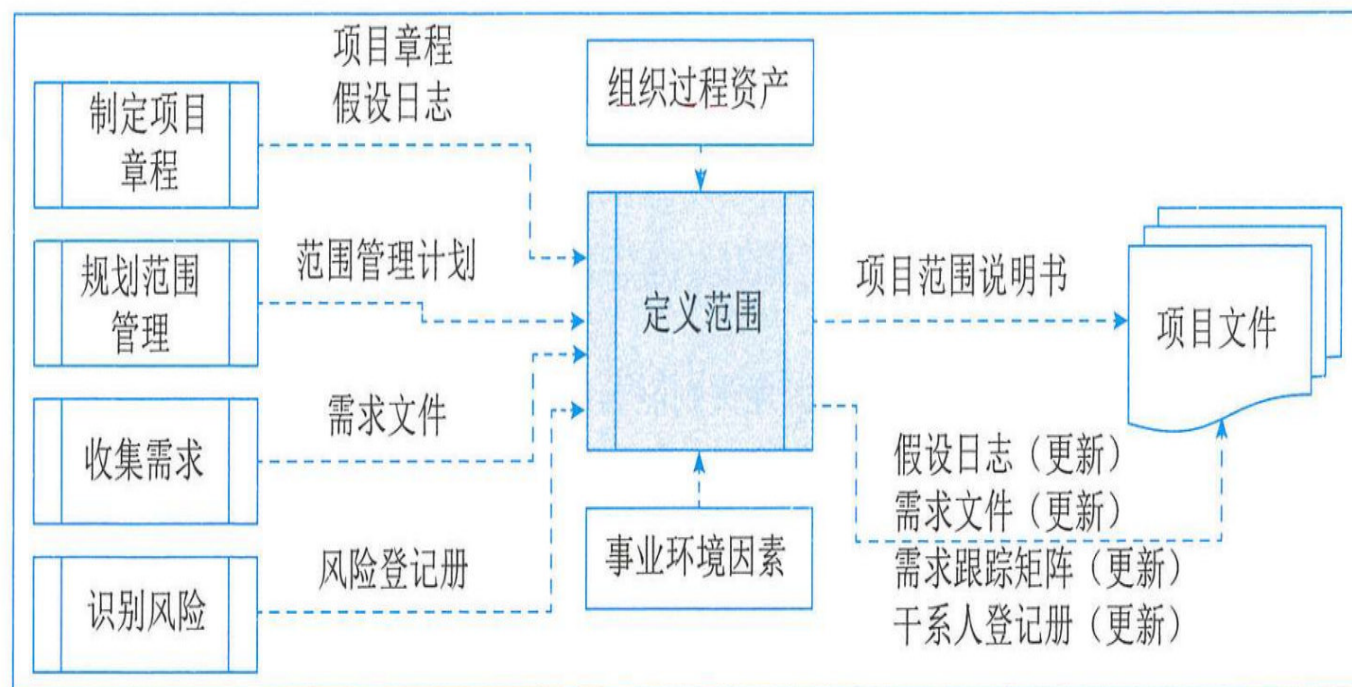 项目章程
假设日志
组织过程资产
制定项目
章程
规划范围
管理
范围管理计划
定义范围
项目范围说明书
项目文件
收集需求
需求文件
识别风险
风险登记册
事业环境因素
假设日志（更新）
需求文件（更新）
需求跟踪矩阵（更新）
干系人登记册（更新）